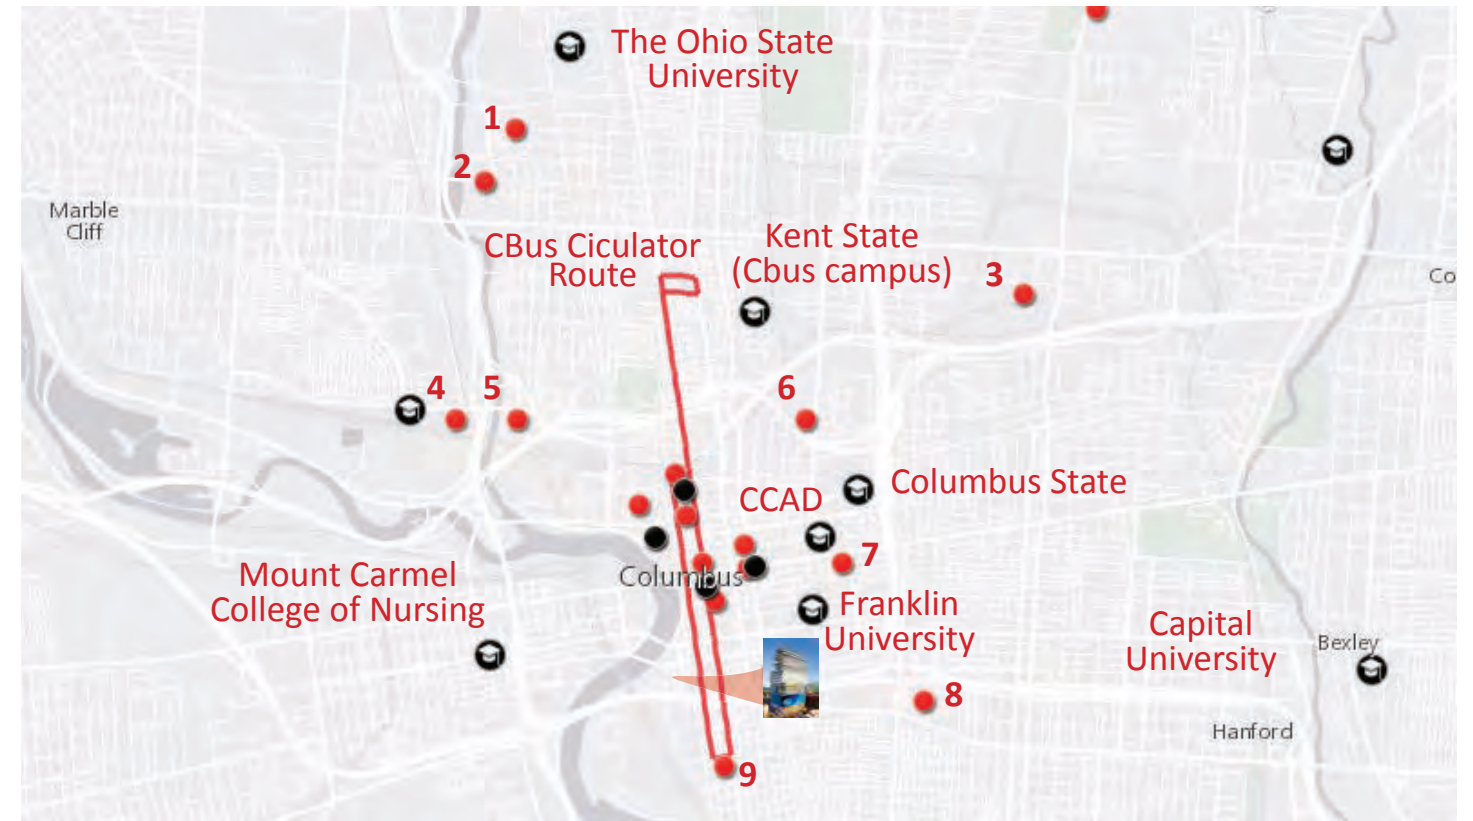 The Ohio State
University
1
2
Marble
Cliff
CBus Ciculator
Route
Kent State
(Cbus campus)
3
Co
4
5
6
Columbus State
CCAD
7
Columbus
Mount Carmel
College of Nursing
Franklin
University
Capital
University
Bexley
8
Hanford
9